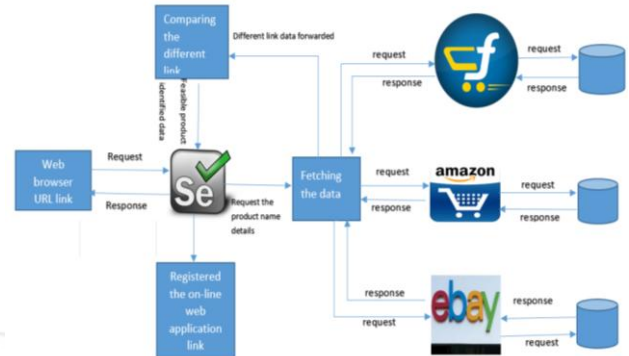 Comparing
the
different
link
Different link data forwarded
Feasible product
identified data
request
response
f
request
response
Web
browser
URL link
Request
Response
Se
Request the
product name
details
Fetching
the data
request
response
amazon
request
response
Registered
the on-line
web
application
link
response
request
ebay
response
request